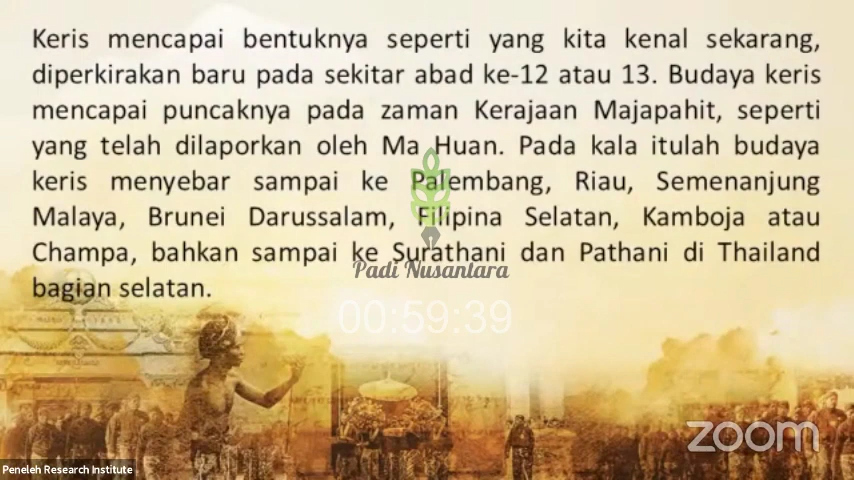 Keris mencapai bentuknya seperti yang kita kenal sekarang,
diperkirakan baru pada sekitar abad ke-12 atau 13. Budaya keris
mencapai puncaknya pada zaman Kerajaan Majapahit, seperti
yang telah dilaporkan oleh Ma Huan. Pada kala itulah budaya
keris menyebar sampai ke Palembang, Riau, Semenanjung
Malaya, Brunei Darussalam, Filipina Selatan, Kamboja atau
Champa, bahkan sampai ke Surathani dan Pathani di Thailand
bagian selatan.
Padi Nusantara
00:59:39
zoom
Peneleh Research Institute